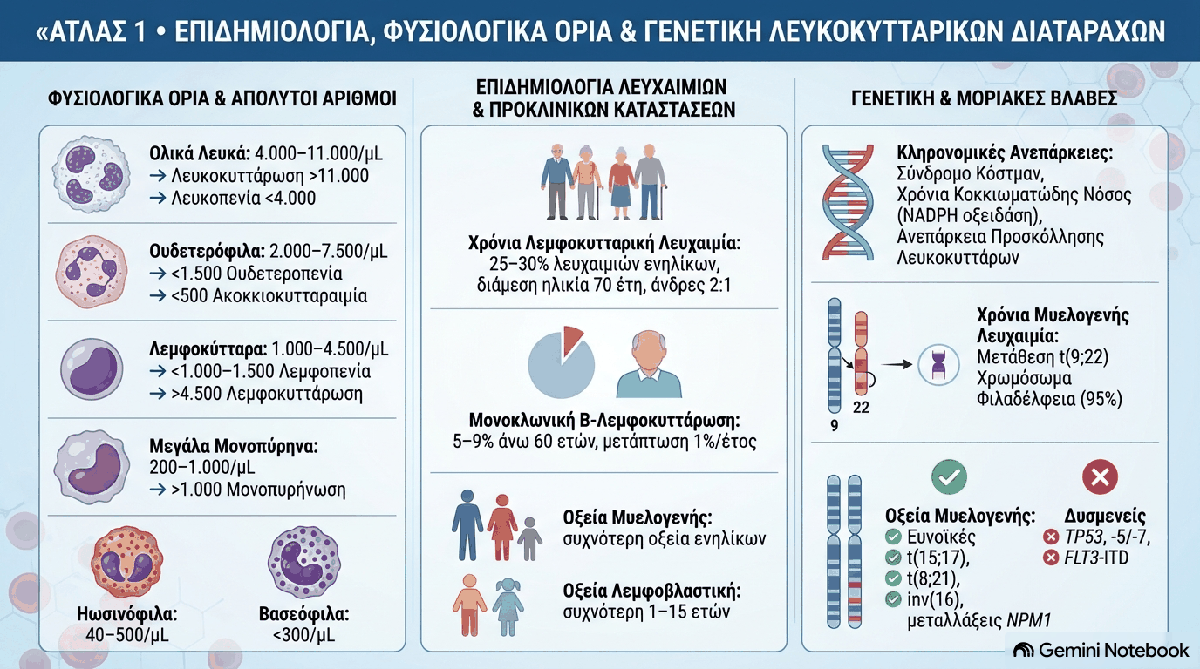 «ΑΤΛΑΣ 1 • ΕΠΙΔΗΜΙΟΛΟΓΙΑ, ΦΥΣΙΟΛΟΓΙΚΑ ΟΡΙΑ & ΓΕΝΕΤΙΚΗ ΛΕΥΚΟΚΥΤΤΑΡΙΚΩΝ ΔΙΑΤΑΡΑΧΩΝ
ΦΥΣΙΟΛΟΓΙΚΑ ΟΡΙΑ & ΑΠΟΛΥΤΟΙ ΑΡΙΘΜΟΙ
Ολικά Λευκά: 4.000–11.000/μL
→ Λευκοκυττάρωση >11.000
→ Λευκοπενία <4.000
Ουδετερόφιλα: 2.000–7.500/μL
→ <1.500 Ουδετεροπενία
→ <500 Ακοκκιοκυτταραιμία
Λεμφοκύτταρα: 1.000–4.500/μL
→ <1.000–1.500 Λεμφοπενία
→ >4.500 Λεμφοκυττάρωση
Μεγάλα Μονοπύρηνα:
200–1.000/μL
→ >1.000 Μονοπυρήνωση
Ηωσινόφιλα:
40–500/μL
Βασεόφιλα:
<300/μL
ΕΠΙΔΗΜΙΟΛΟΓΙΑ ΛΕΥΧΑΙΜΙΩΝ
& ΠΡΟΚΛΙΝΙΚΩΝ ΚΑΤΑΣΤΑΣΕΩΝ
Χρόνια Λεμφοκυτταρική Λευχαιμία:
25–30% λευχαιμιών ενηλίκων,
διάμεση ηλικία 70 έτη, άνδρες 2:1
Μονοκλωνική Β-Λεμφοκυττάρωση:
5–9% άνω 60 ετών, μετάπτωση 1%/έτος
Οξεία Μυελογενής:
συχνότερη οξεία ενηλίκων
Οξεία Λεμφοβλαστική:
συχνότερη 1–15 ετών
ΓΕΝΕΤΙΚΗ & ΜΟΡΙΑΚΕΣ ΒΛΑΒΕΣ
Κληρονομικές Ανεπάρκειες:
Σύνδρομο Κόστμαν,
Χρόνια Κοκκιωματώδης Νόσος
(NADPH οξειδάση),
Ανεπάρκεια Προσκόλλησης
Λευκοκυττάρων
9
22
Χρόνια Μυελογενής
Λευχαιμία:
Μετάθεση t(9;22)
Χρωμόσωμα
Φιλαδέλφεια (95%)
Οξεία Μυελογενής:
Ευνοϊκές
t(15;17),
t(8;21),
inv(16),
μεταλλάξεις NPM1
Δυσμενείς
TP53, -5/-7,
FLT3-ITD
Gemini Notebook